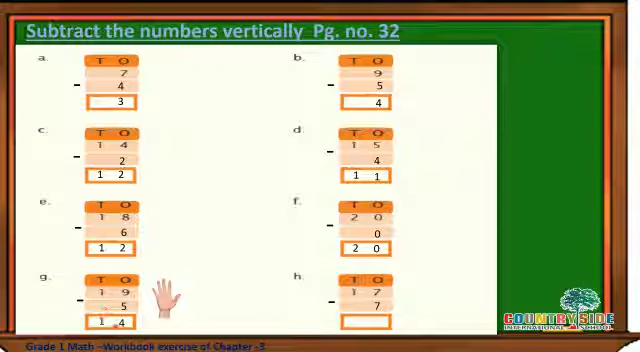 Subtract the numbers vertically  Pg. no. 32
a. b.
T O T O
7 9
- 4 - 5
3 4
c. d.
T O T O
1 4 1 5
- 2 - 4
1 2 1 1
e. f.
T O T O
1 8 2 0
- 6 - 0
1 2 2 0
g. h.
T O T O
1 9 1 7
- 5 - 7
1 4
COUNTRY SIDE
INTERNATIONAL SCHOOL
Grade 1 Math –Workbook exercise of Chapter -3